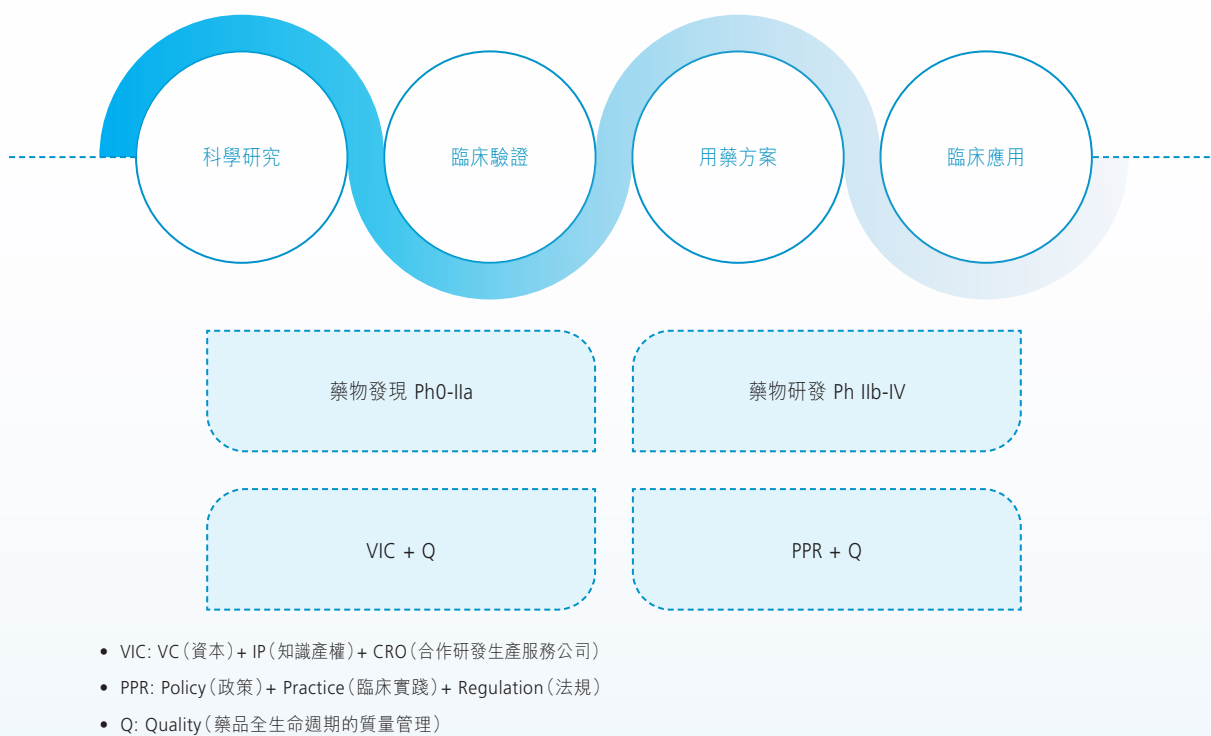 科學研究
臨床驗證
用藥方案
臨床應用
藥物發現 Ph0-IIa
藥物研發 Ph IIb-IV
VIC + Q
PPR + Q
• VIC: VC（資本）+ IP（知識產權）+ CRO（合作研發生產服務公司）
• PPR: Policy（政策）+ Practice（臨床實踐）+ Regulation（法規）
• Q: Quality（藥品全生命週期的質量管理）